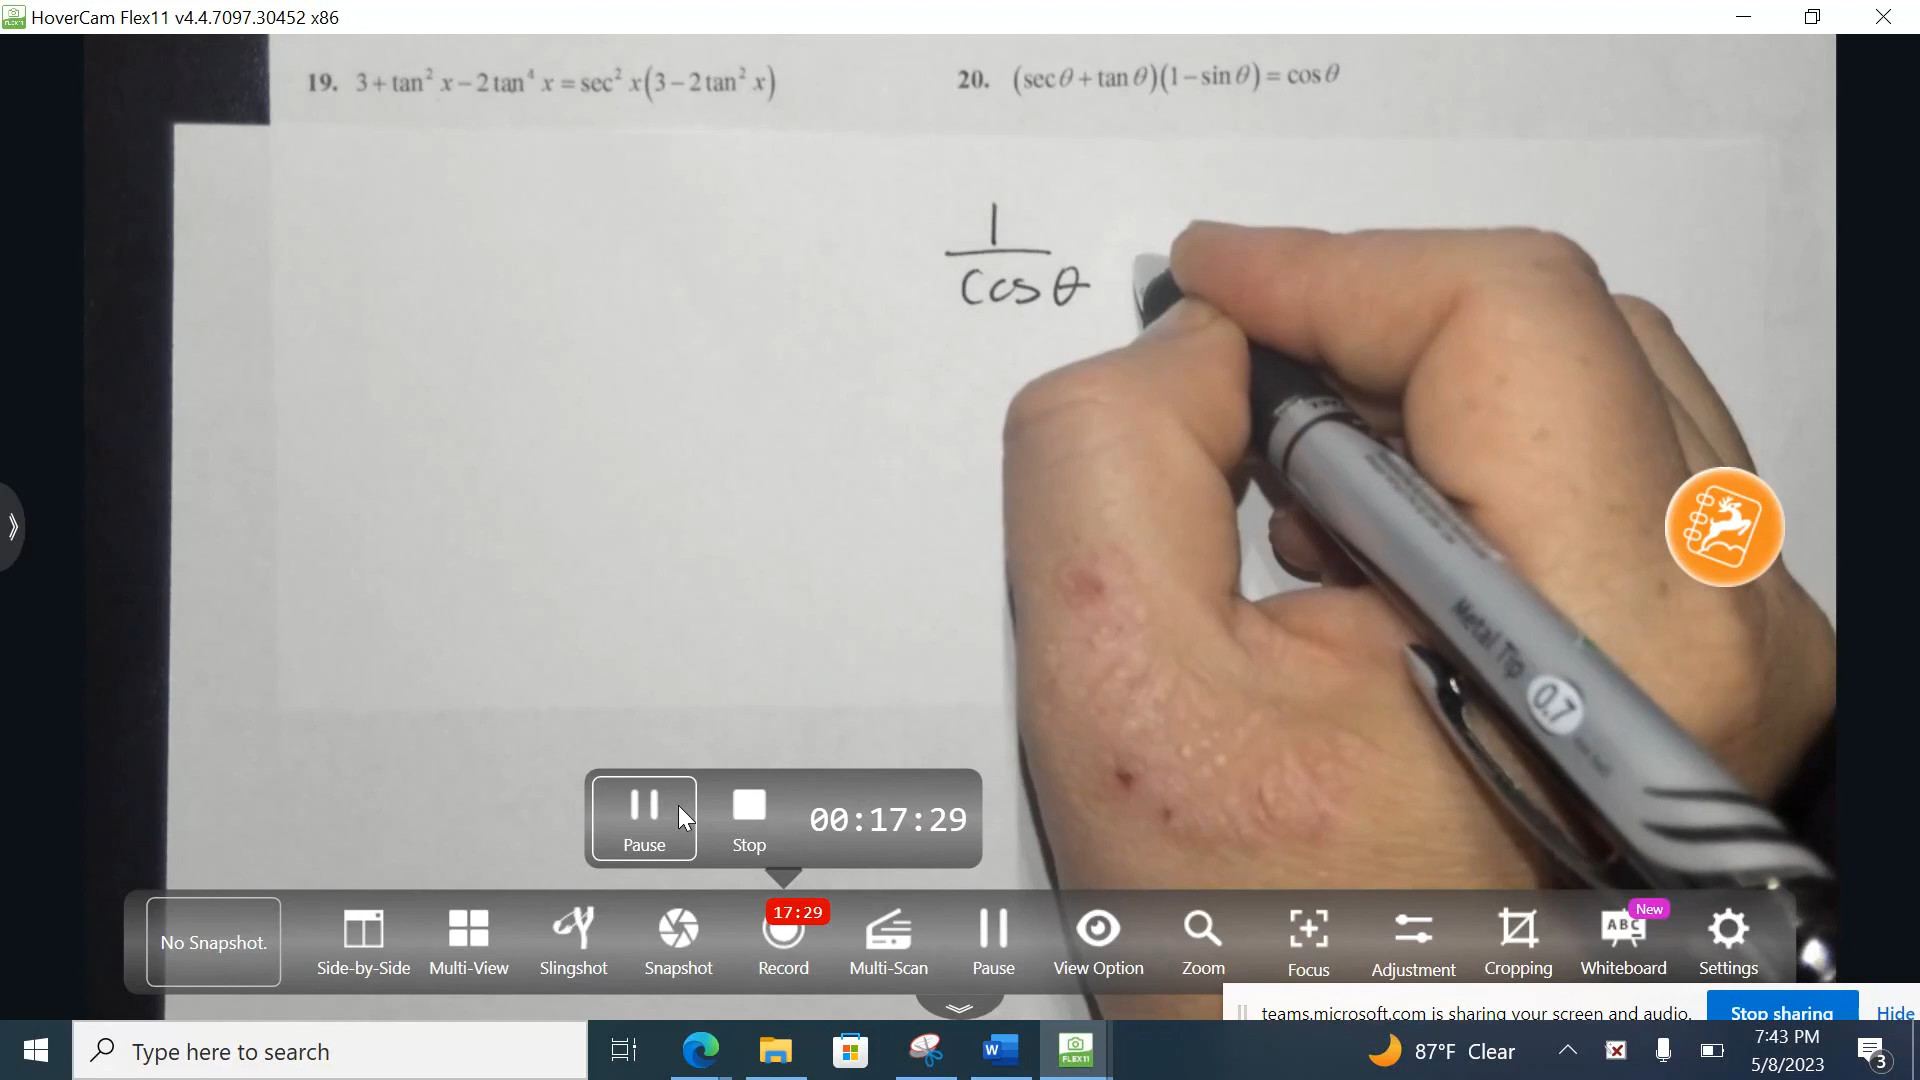 HoverCam Flex11 v4.4.7097.30452 x86
19. 3 + tan² x − 2 tan⁴ x = sec² x(3 − 2 tan² x)
20. (sec θ + tan θ)(1 − sin θ) = cos θ
1
cos θ
Metal Tip
0.7
Pause
Stop
00:17:29
No Snapshot.
Side-by-Side
Multi-View
Slingshot
Snapshot
17:29
Record
Multi-Scan
Pause
View Option
Zoom
Focus
Adjustment
Cropping
ABC
New
Whiteboard
Settings
teams.microsoft.com is sharing your screen and audio.
Stop sharing
Hide
Type here to search
W
FLEX11
87°F Clear
7:43 PM
5/8/2023
3